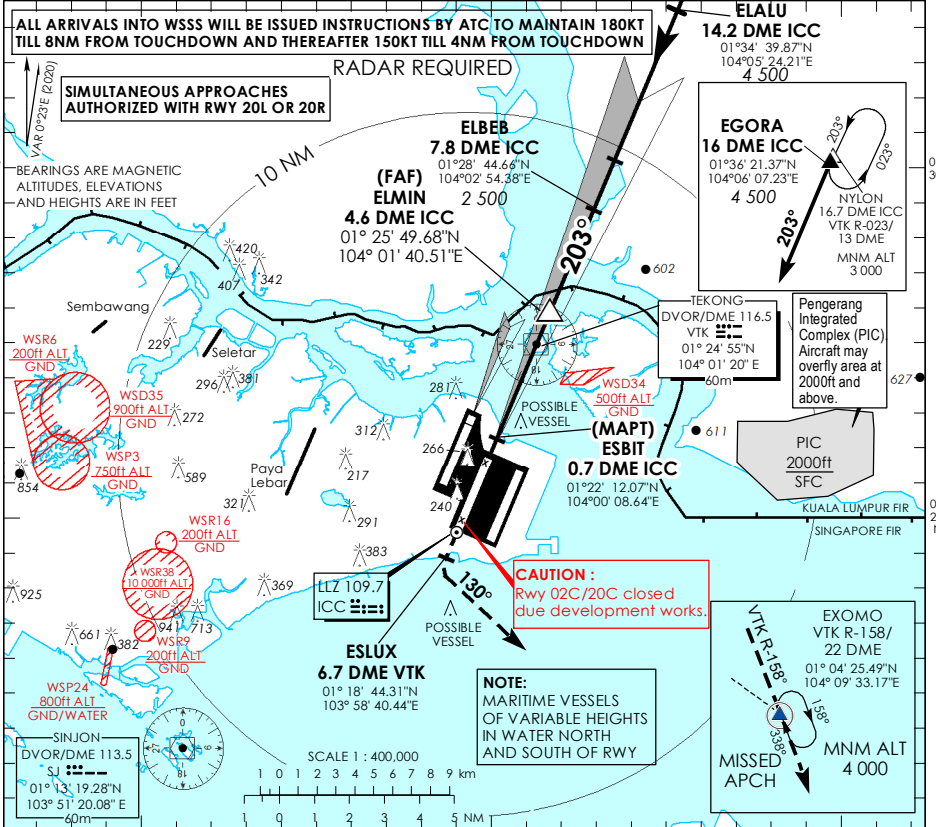 ALL ARRIVALS INTO WSSS WILL BE ISSUED INSTRUCTIONS BY ATC TO MAINTAIN 180KT
TILL 8NM FROM TOUCHDOWN AND THEREAFTER 150KT TILL 4NM FROM TOUCHDOWN
RADAR REQUIRED
SIMULTANEOUS APPROACHES
AUTHORIZED WITH RWY 20L OR 20R
VAR 0°23'E (2020)
BEARINGS ARE MAGNETIC
ALTITUDES, ELEVATIONS
AND HEIGHTS ARE IN FEET
10 NM
ELALU
14.2 DME ICC
01°34' 39.87"N
104°05' 24.21"E
4 500
ELBEB
7.8 DME ICC
01°28' 44.66"N
104°02' 54.38"E
2 500
(FAF)
ELMIN
4.6 DME ICC
01° 25' 49.68"N
104° 01' 40.51"E
203°
EGORA
16 DME ICC
01°36' 21.37"N
104°06' 07.23"E
4 500
203°
023°
203°
NYLON
16.7 DME ICC
VTK R-023/
13 DME
MNM ALT
3 000
0
3
420
407
342
602
Sembawang
229
Seletar
296
381
281
TEKONG
DVOR/DME 116.5
VTK
01° 24' 55"N
104° 01' 20" E
60m
27
9
18
Pengerang
Integrated
Complex (PIC).
Aircraft may
overfly area at
2000ft and
above.
627
611
PIC
2000ft
SFC
WSR6
200ft ALT
GND
WSD35
900ft ALT
GND
WSP3
750ft ALT
GND
854
272
589
312
266
217
Paya
Lebar
321
291
240
383
WSD34
500ft ALT
GND
POSSIBLE
VESSEL
(MAPT)
ESBIT
0.7 DME ICC
01°22' 12.07"N
104°00' 08.64"E
KUALA LUMPUR FIR
SINGAPORE FIR
0
2
WSR16
200ft ALT
GND
WSR38
10 000ft ALT
GND
925
369
661
941
713
382
WSR9
200ft ALT
GND
WSP24
800ft ALT
GND/WATER
LLZ 109.7
ICC
130°
CAUTION :
Rwy 02C/20C closed
due development works.
POSSIBLE
VESSEL
ESLUX
6.7 DME VTK
01° 18' 44.31"N
103° 58' 40.44"E
NOTE:
MARITIME VESSELS
OF VARIABLE HEIGHTS
IN WATER NORTH
AND SOUTH OF RWY
VTK R-158°
EXOMO
VTK R-158/
22 DME
01° 04' 25.49"N
104° 09' 33.17"E
158°
338°
MISSED
APCH
MNM ALT
4 000
SINJON
DVOR/DME 113.5
SJ
01° 13' 19.28"N
103° 51' 20.08" E
60m
0
27
9
18
SCALE 1 : 400,000
1 0 1 2 3 4 5 6 7 8 9 km
1 0 1 2 3 4 5 NM